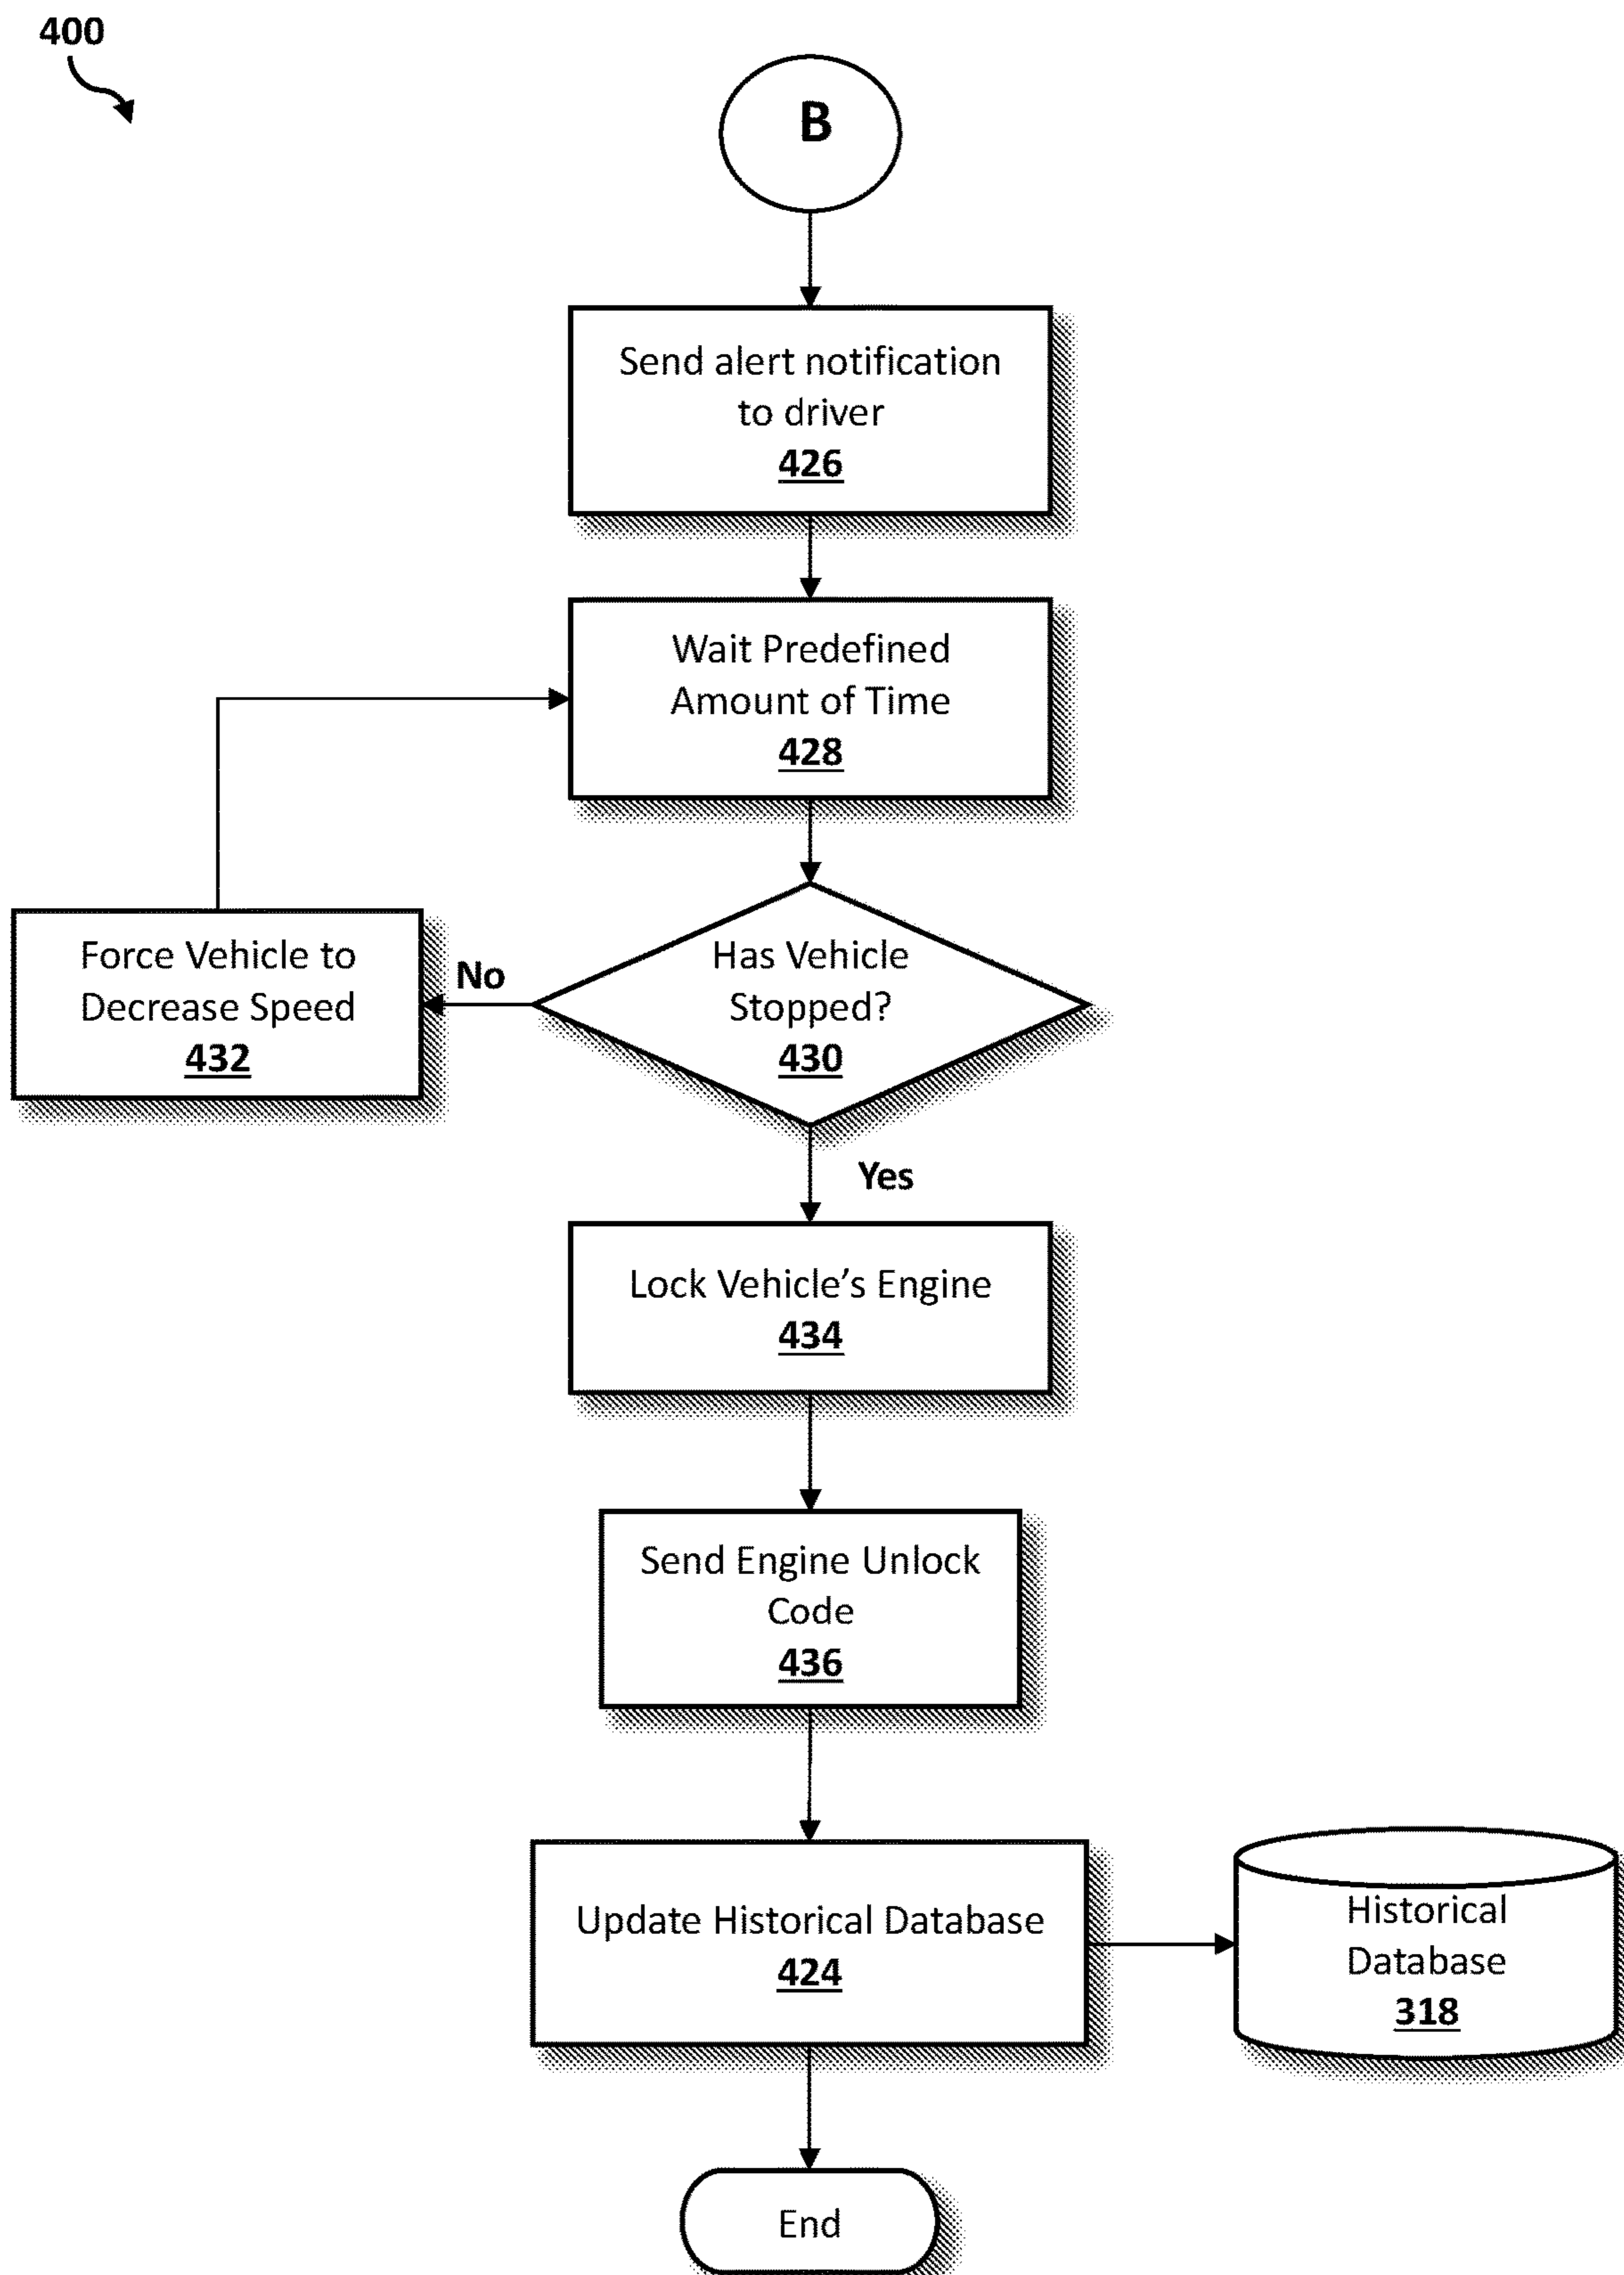 400
B
Send alert notification
to driver
426
Wait Predefined
Amount of Time
428
Force Vehicle to
Decrease Speed
432
No
Has Vehicle
Stopped?
430
Yes
Lock Vehicle’s Engine
434
Send Engine Unlock
Code
436
Update Historical Database
424
Historical
Database
318
End